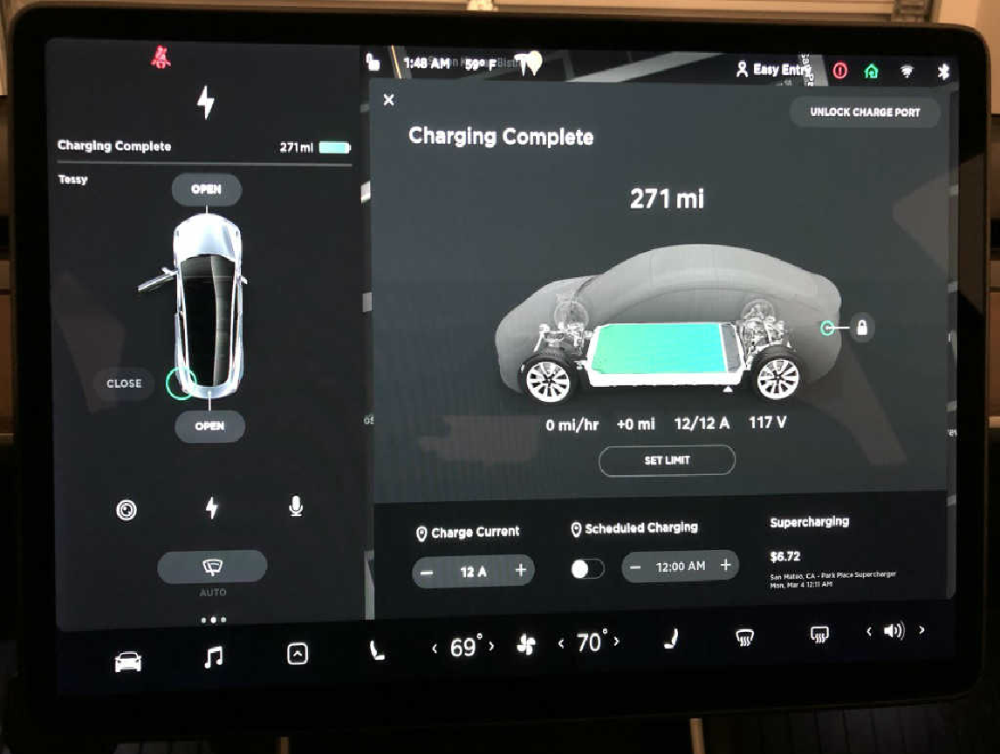 1:48 AM 59° F
Easy Entry
Charging Complete 271 mi
Tessy
OPEN
CLOSE
OPEN
AUTO
UNLOCK CHARGE PORT
Charging Complete
271 mi
0 mi/hr +0 mi 12/12 A 117 V
SET LIMIT
Charge Current
− 12 A +
Scheduled Charging
− 12:00 AM +
Supercharging
$6.72
San Mateo, CA - Park Place Supercharger
Mon, Mar 4 12:11 AM
< 69° > < 70° > < >